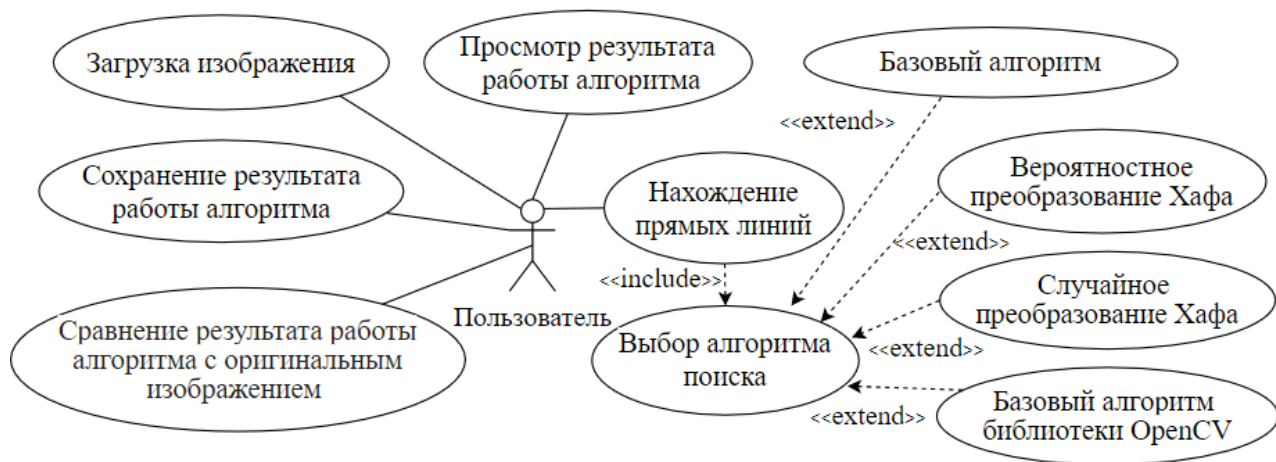 Загрузка изображения
Просмотр результата
работы алгоритма
Базовый алгоритм
<<extend>>
Сохранение результата
работы алгоритма
Нахождение
прямых линий
Вероятностное
преобразование Хафа
<<extend>>
<<include>>
Пользователь
Случайное
преобразование Хафа
Сравнение результата работы
алгоритма с оригинальным
изображением
Выбор алгоритма
поиска
<<extend>>
<<extend>>
Базовый алгоритм
библиотеки OpenCV